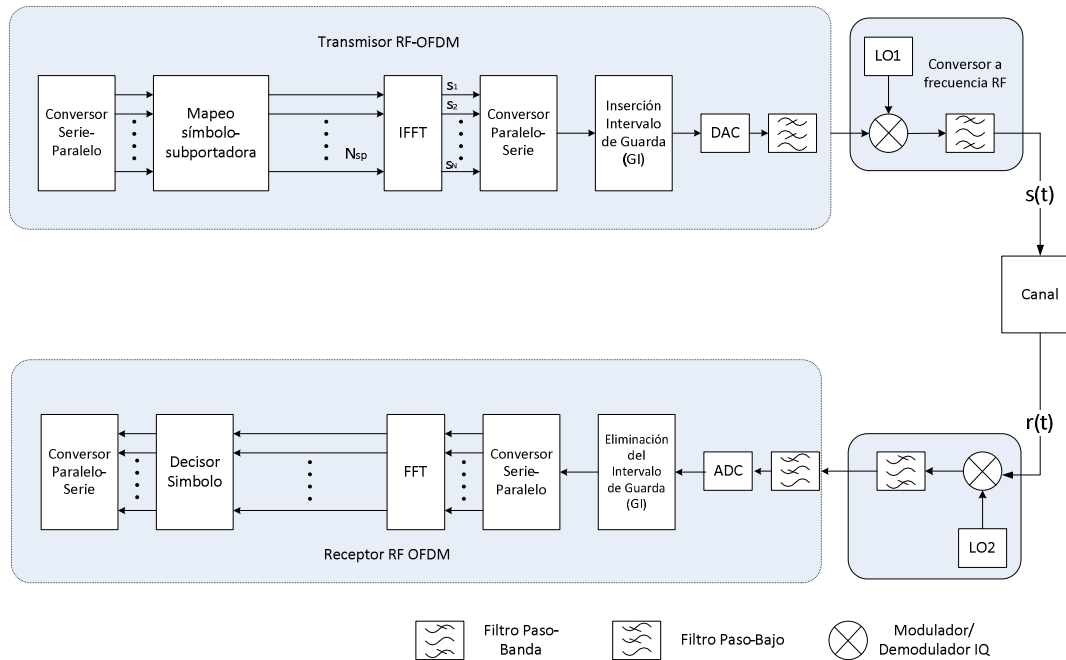 Transmisor RF-OFDM
Conversor
Serie-
Paralelo
Mapeo
símbolo-
subportadora
Nsp
IFFT
s1
s2
sN
Conversor
Paralelo-
Serie
Inserción
Intervalo
de Guarda
(GI)
DAC
LO1
Conversor a
frecuencia RF
s(t)
Canal
r(t)
LO2
ADC
Eliminación
del
Intervalo
de Guarda
(GI)
Conversor
Serie-
Paralelo
FFT
Decisor
Simbolo
Conversor
Paralelo-
Serie
Receptor RF OFDM
Filtro Paso-
Banda
Filtro Paso-Bajo
Modulador/
Demodulador IQ